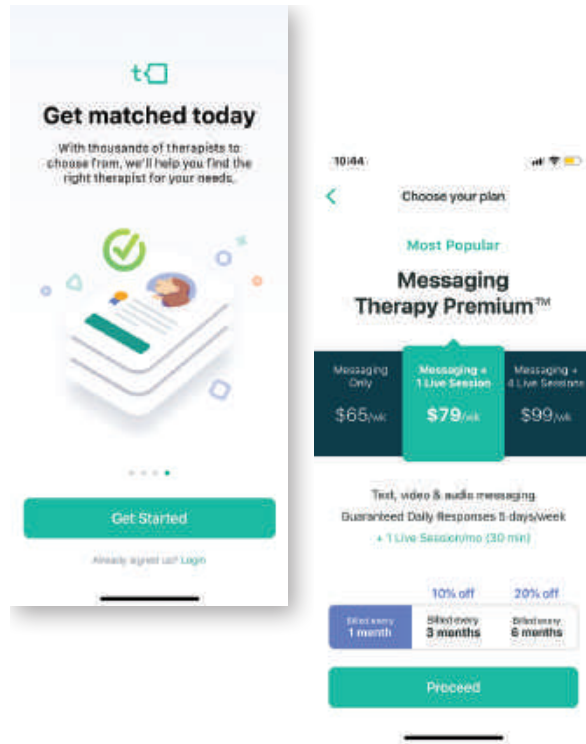 Get matched today
With thousands of therapists to
choose from, we'll help you find the
right therapist for your needs.
Get Started
Already signed up? Login
10:44
Choose your plan
Most Popular
Messaging
Therapy Premium™
Messaging
Only
$65/wk
Messaging +
1 Live Session
$79/wk
Messaging +
4 Live Sessions
$99/wk
Text, video & audio messaging
Guaranteed Daily Responses 5 days/week
+ 1 Live Session/mo (30 min)
10% off
20% off
Billed every
1 month
Billed every
3 months
Billed every
6 months
Proceed